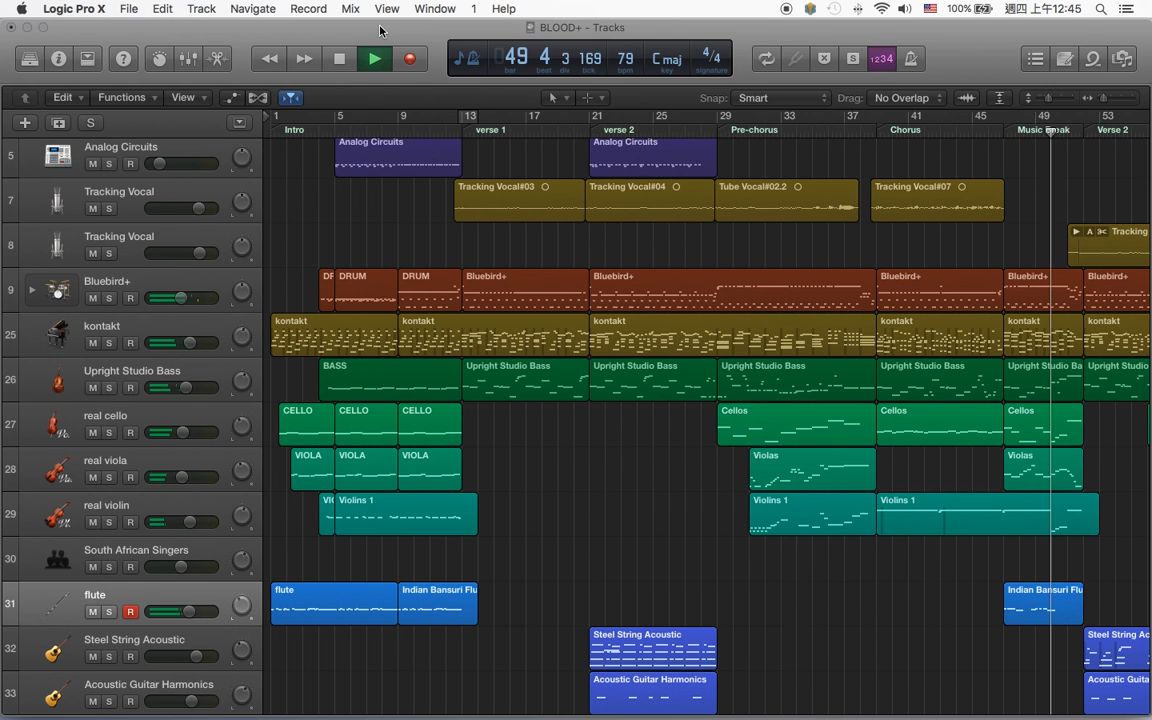 Logic Pro X File Edit Track Navigate Record Mix View Window 1 Help 100% 週四 上午12:45
BLOOD+ - Tracks
49 4 3 169 79 C maj 4/4
bar beat div tick bpm key signature
1234
Edit Functions View Snap: Smart Drag: No Overlap
S 1 5 9 13 17 21 25 29 33 37 41 45 49 53
Intro verse 1 verse 2 Pre-chorus Chorus Verse 2
5 Analog Circuits M S Analog Circuits Analog Circuits
7 Tracking Vocal M S Tracking Vocal#03 Tracking Vocal#04 Tube Vocal#02.2 Tracking Vocal#07
8 Tracking Vocal M S A Tracking
9 Bluebird+ M S R DR DRUM DRUM Bluebird+ Bluebird+ Bluebird+ Bluebird+ Bluebird+
25 kontakt M S R kontakt kontakt kontakt kontakt kontakt kontakt
26 Upright Studio Bass M S R BASS Upright Studio Bass Upright Studio Bass Upright Studio Bass Upright Studio Bass Upright Studio Ba Upright Studio
27 real cello M S R CELLO CELLO CELLO Cellos Cellos Cellos
28 real viola M S R VIOLA VIOLA VIOLA Violas Violas
29 real violin M S R VIO Violins 1 Violins 1 Violins 1
30 South African Singers M S R
31 flute M S R flute Indian Bansuri Flu Indian Bansuri Flu
32 Steel String Acoustic M S R Steel String Acoustic Steel String Ac
33 Acoustic Guitar Harmonics M S R Acoustic Guitar Harmonics Acoustic Guita